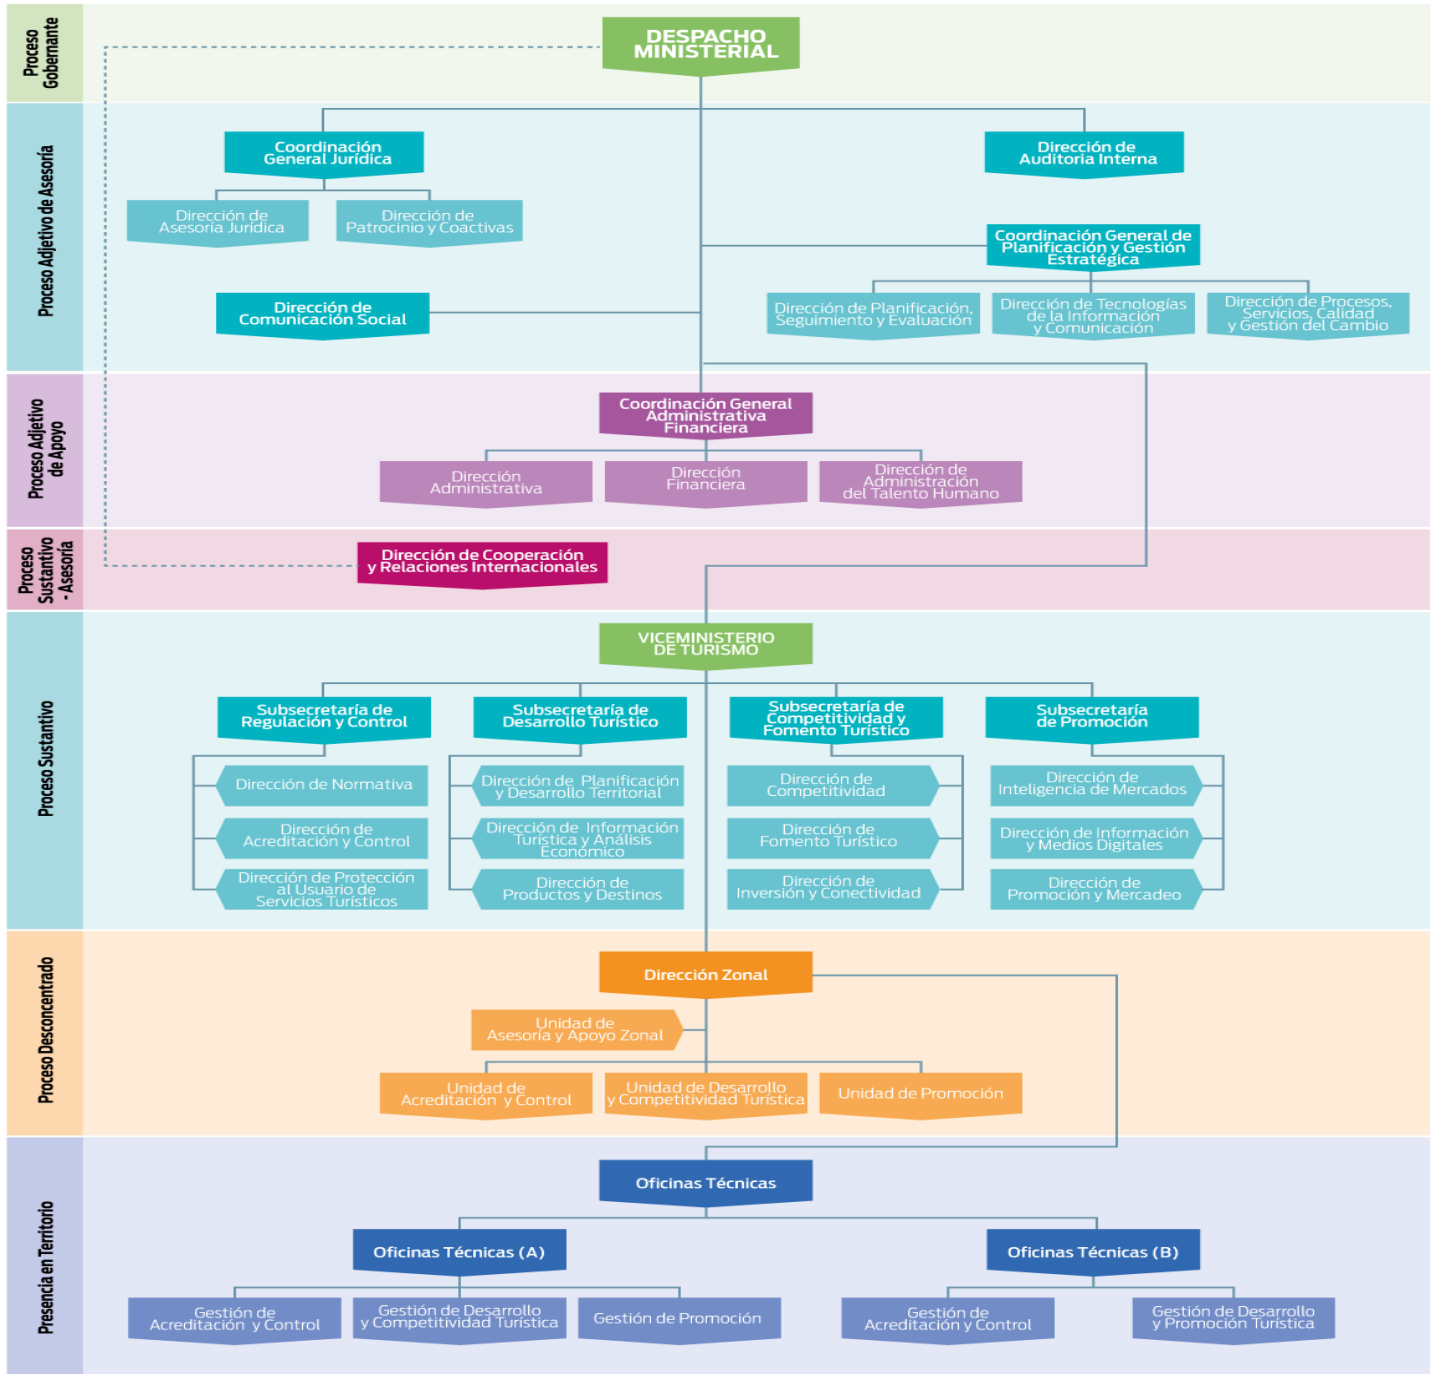 Proceso
Gobernante
DESPACHO
MINISTERIAL
Proceso Adjetivo de Asesoría
Coordinación
General Jurídica
Dirección de
Auditoria Interna
Dirección de
Asesoría Jurídica
Dirección de
Patrocinio y Coactivas
Coordinación General de
Planificación y Gestión
Estratégica
Dirección de
Comunicación Social
Dirección de Planificación,
Seguimiento y Evaluación
Dirección de Tecnologías
de la Información
y Comunicación
Dirección de Procesos,
Servicios, Calidad
y Gestión del Cambio
Proceso Adjetivo
de Apoyo
Coordinación General
Administrativa
Financiera
Dirección
Administrativa
Dirección
Financiera
Dirección de
Administración
del Talento Humano
Proceso
Sustantivo
- Asesoría
Dirección de Cooperación
y Relaciones Internacionales
Proceso Sustantivo
VICEMINISTERIO
DE TURISMO
Subsecretaría de
Regulación y Control
Subsecretaría de
Desarrollo Turístico
Subsecretaría de
Competitividad y
Fomento Turístico
Subsecretaría
de Promoción
Dirección de Normativa
Dirección de Planificación
y Desarrollo Territorial
Dirección de
Competitividad
Dirección de
Inteligencia de Mercados
Dirección de
Acreditación y Control
Dirección de Información
Turística y Análisis
Económico
Dirección de
Fomento Turístico
Dirección de Información
y Medios Digitales
Dirección de Protección
al Usuario de
Servicios Turísticos
Dirección de
Productos y Destinos
Dirección de
Inversión y Conectividad
Dirección de
Promoción y Mercadeo
Proceso Desconcentrado
Dirección Zonal
Unidad de
Asesoría y Apoyo Zonal
Unidad de
Acreditación y Control
Unidad de Desarrollo
y Competitividad Turística
Unidad de Promoción
Presencia en Territorio
Oficinas Técnicas
Oficinas Técnicas (A)
Oficinas Técnicas (B)
Gestión de
Acreditación y Control
Gestión de Desarrollo
y Competitividad Turística
Gestión de Promoción
Gestión de
Acreditación y Control
Gestión de Desarrollo
y Promoción Turística